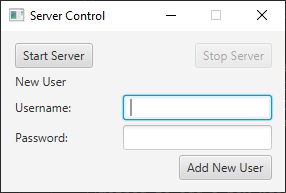 Server Control
Start Server Stop Server
New User
Username:
Password:
Add New User